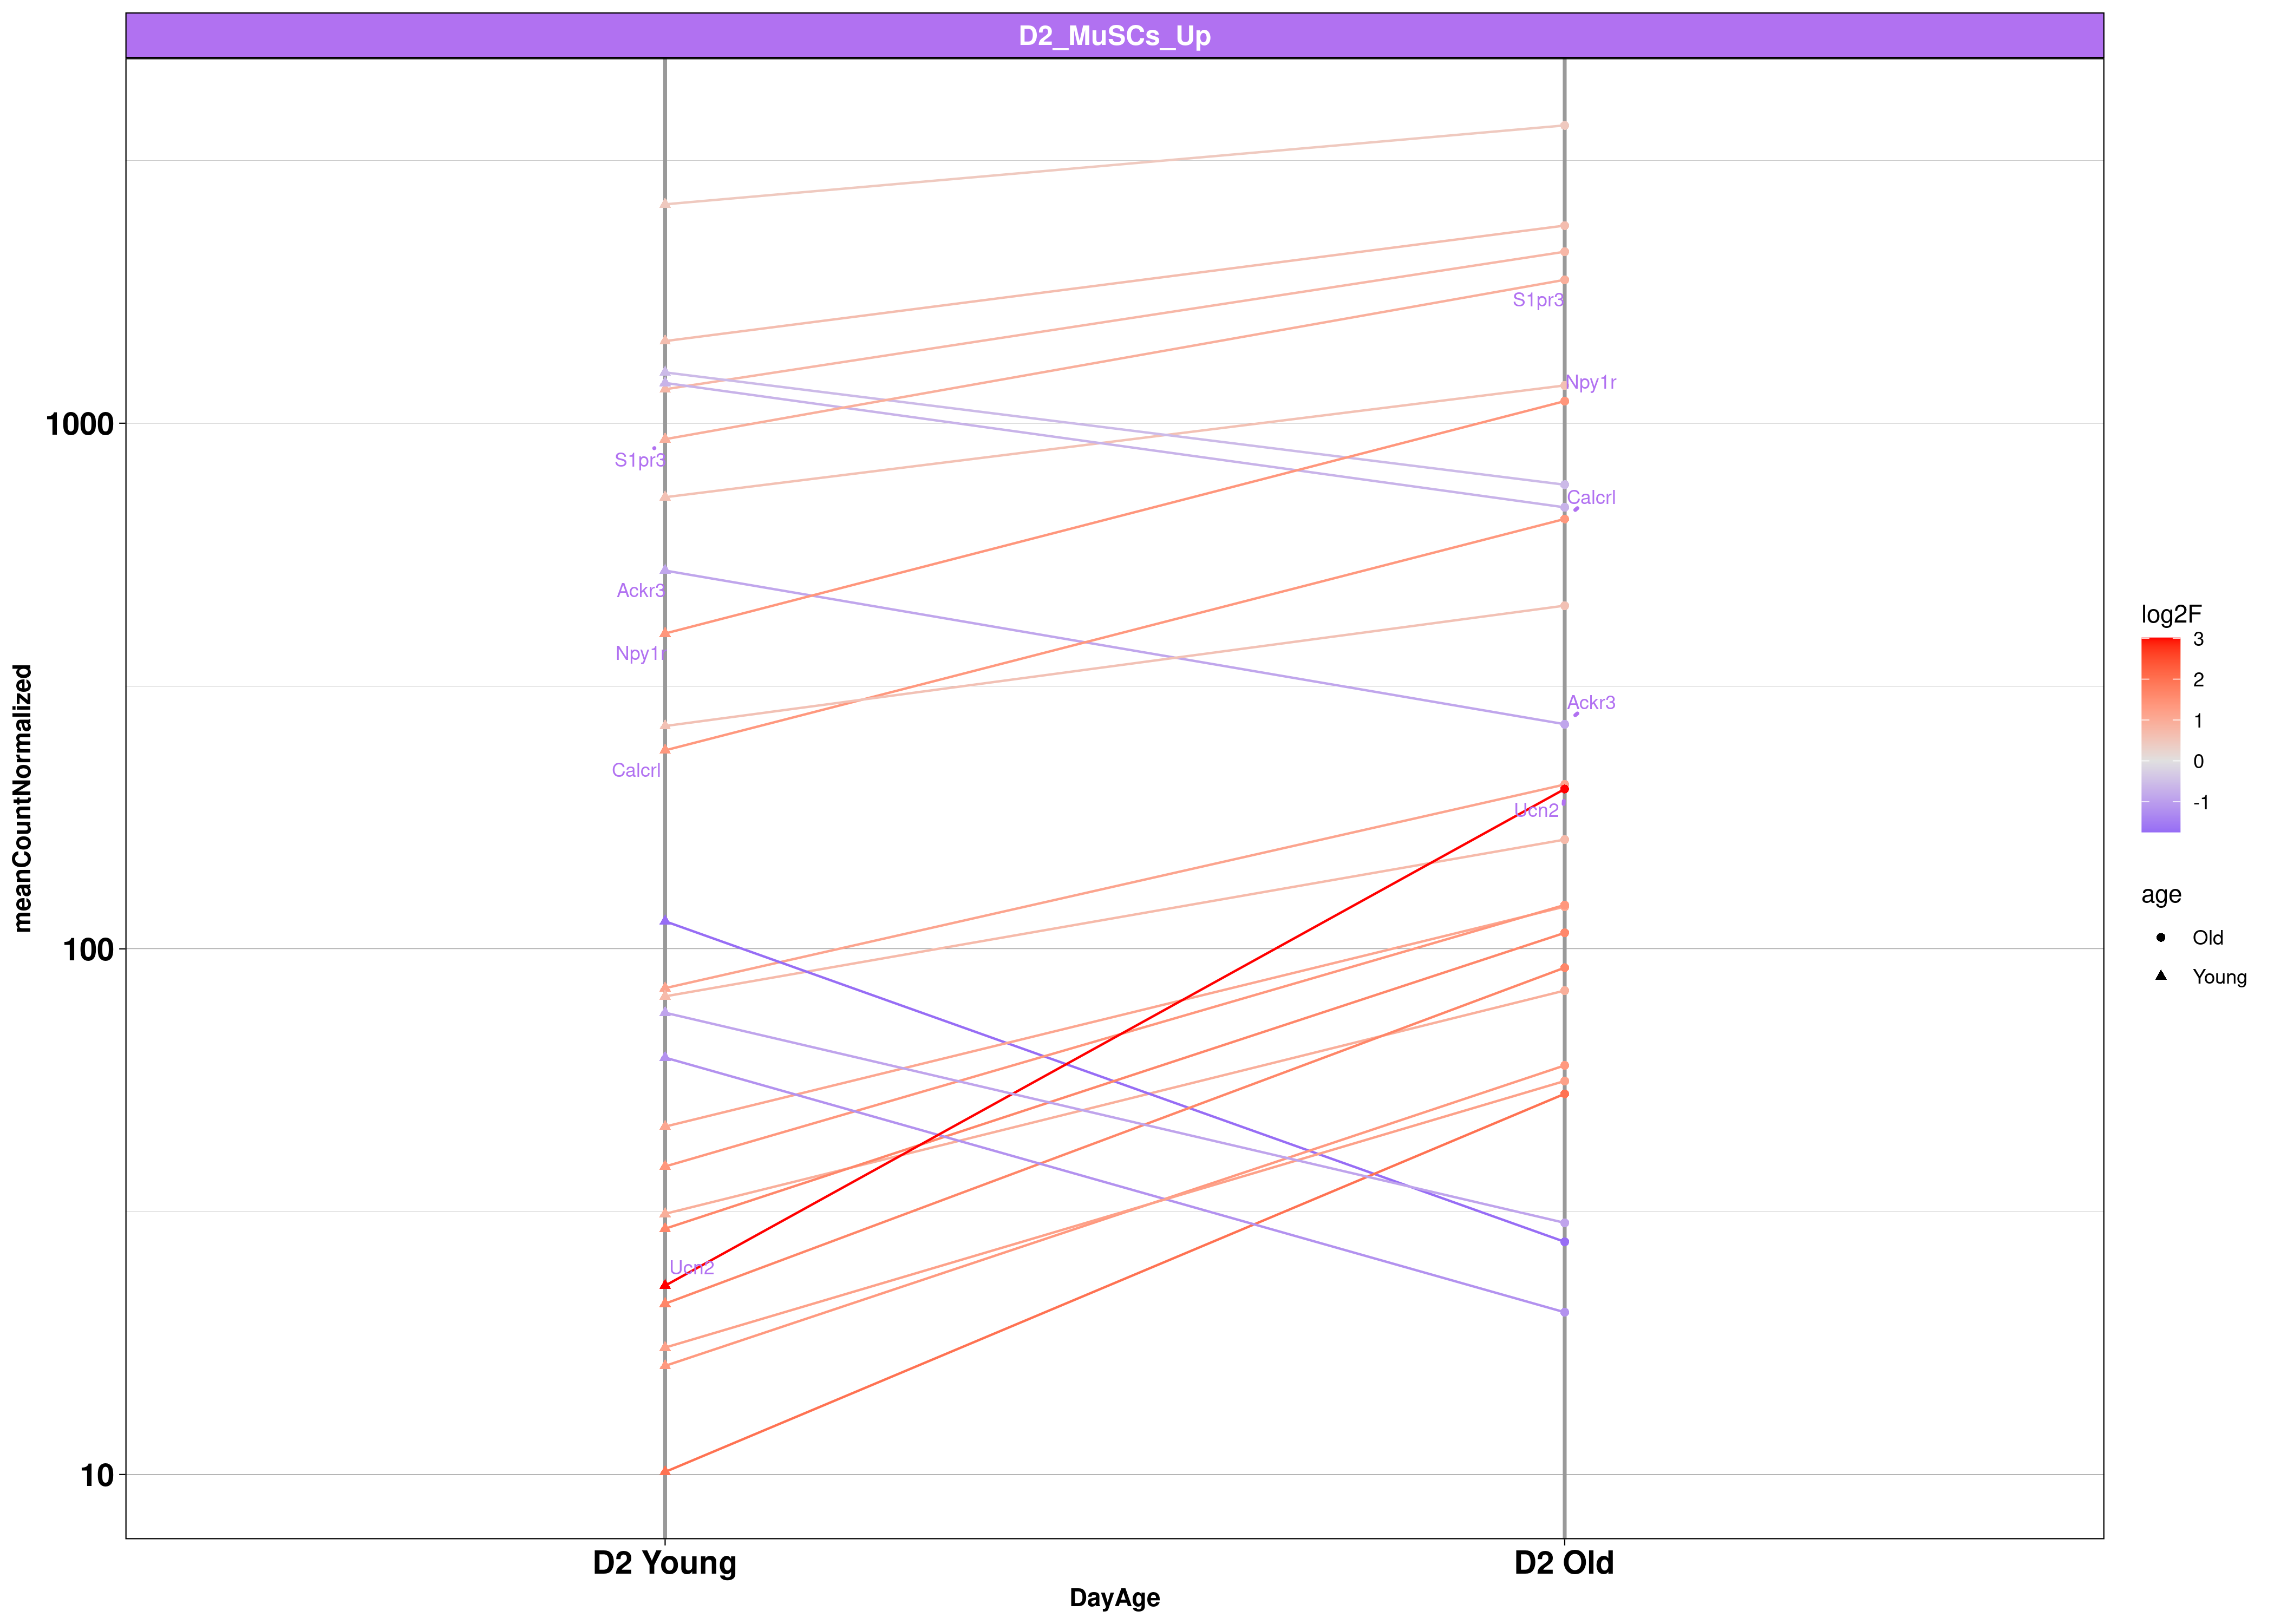 D2_MuSCs_Up
S1pr3
Npy1r
1000
S1pr3
Calcrl
Ackr3
Npy1r
Ackr3
Calcrl
Ucn2
100
Ucn2
10
meanCountNormalized
D2 Young
D2 Old
DayAge
log2F
3
2
1
0
-1
age
Old
Young